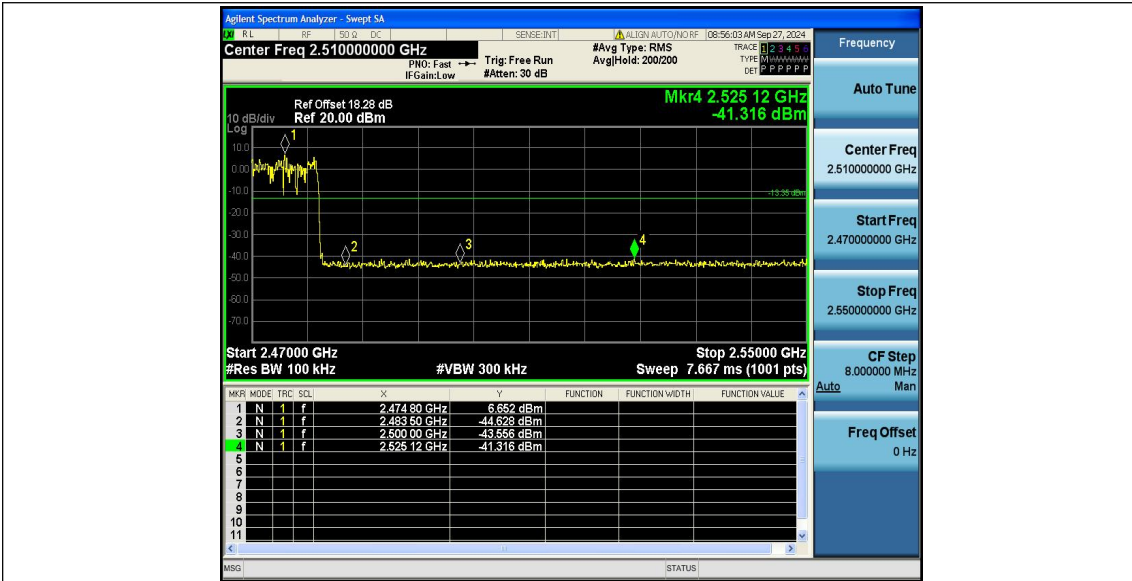 Agilent Spectrum Analyzer - Swept SA
LXI RL RF 50 Ω DC SENSE:INT ALIGN AUTO/NO RF 08:56:03 AM Sep 27, 2024
Center Freq 2.510000000 GHz
PNO: Fast
IFGain:Low
Trig: Free Run
#Atten: 30 dB
#Avg Type: RMS
Avg|Hold: 200/200
TRACE 1 2 3 4 5 6
TYPE M
DET P P P P P P
Mkr4 2.525 12 GHz
-41.316 dBm
Ref Offset 18.28 dB
10 dB/div Ref 20.00 dBm
Log
10.0
0.00
-10.0
-20.0
-30.0
-40.0
-50.0
-60.0
-70.0
1
2
3
4
-13.35 dBm
Start 2.47000 GHz Stop 2.55000 GHz
#Res BW 100 kHz #VBW 300 kHz Sweep 7.667 ms (1001 pts)
MKR MODE TRC SCL X Y FUNCTION FUNCTION WIDTH FUNCTION VALUE
1 N 1 f 2.474 80 GHz 6.652 dBm
2 N 1 f 2.483 50 GHz -44.628 dBm
3 N 1 f 2.500 00 GHz -43.556 dBm
4 N 1 f 2.525 12 GHz -41.316 dBm
5
6
7
8
9
10
11
MSG STATUS
Frequency
Auto Tune
Center Freq
2.510000000 GHz
Start Freq
2.470000000 GHz
Stop Freq
2.550000000 GHz
CF Step
8.000000 MHz
Auto Man
Freq Offset
0 Hz